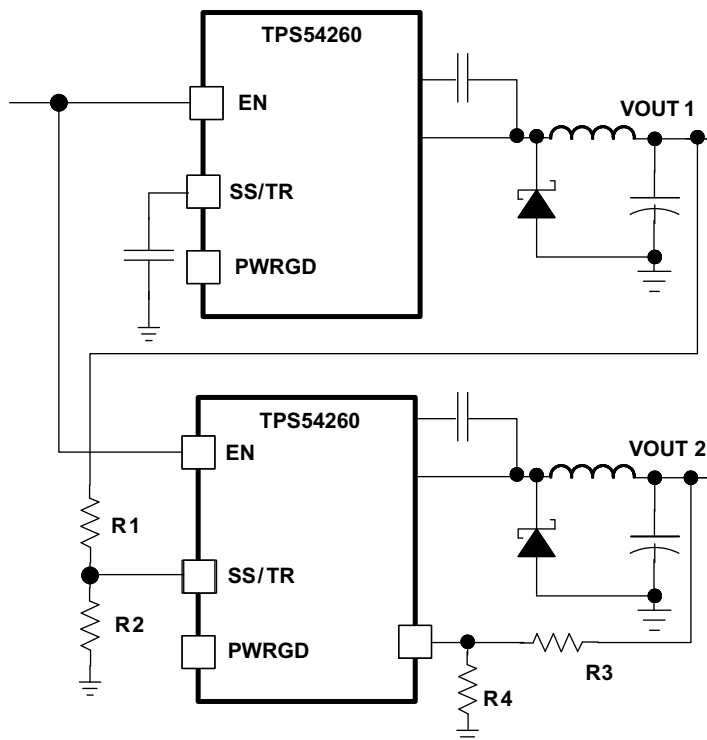 TPS54260
EN
VOUT 1
SS/TR
PWRGD
TPS54260
EN
VOUT 2
R1
SS/TR
R2
PWRGD
R3
R4